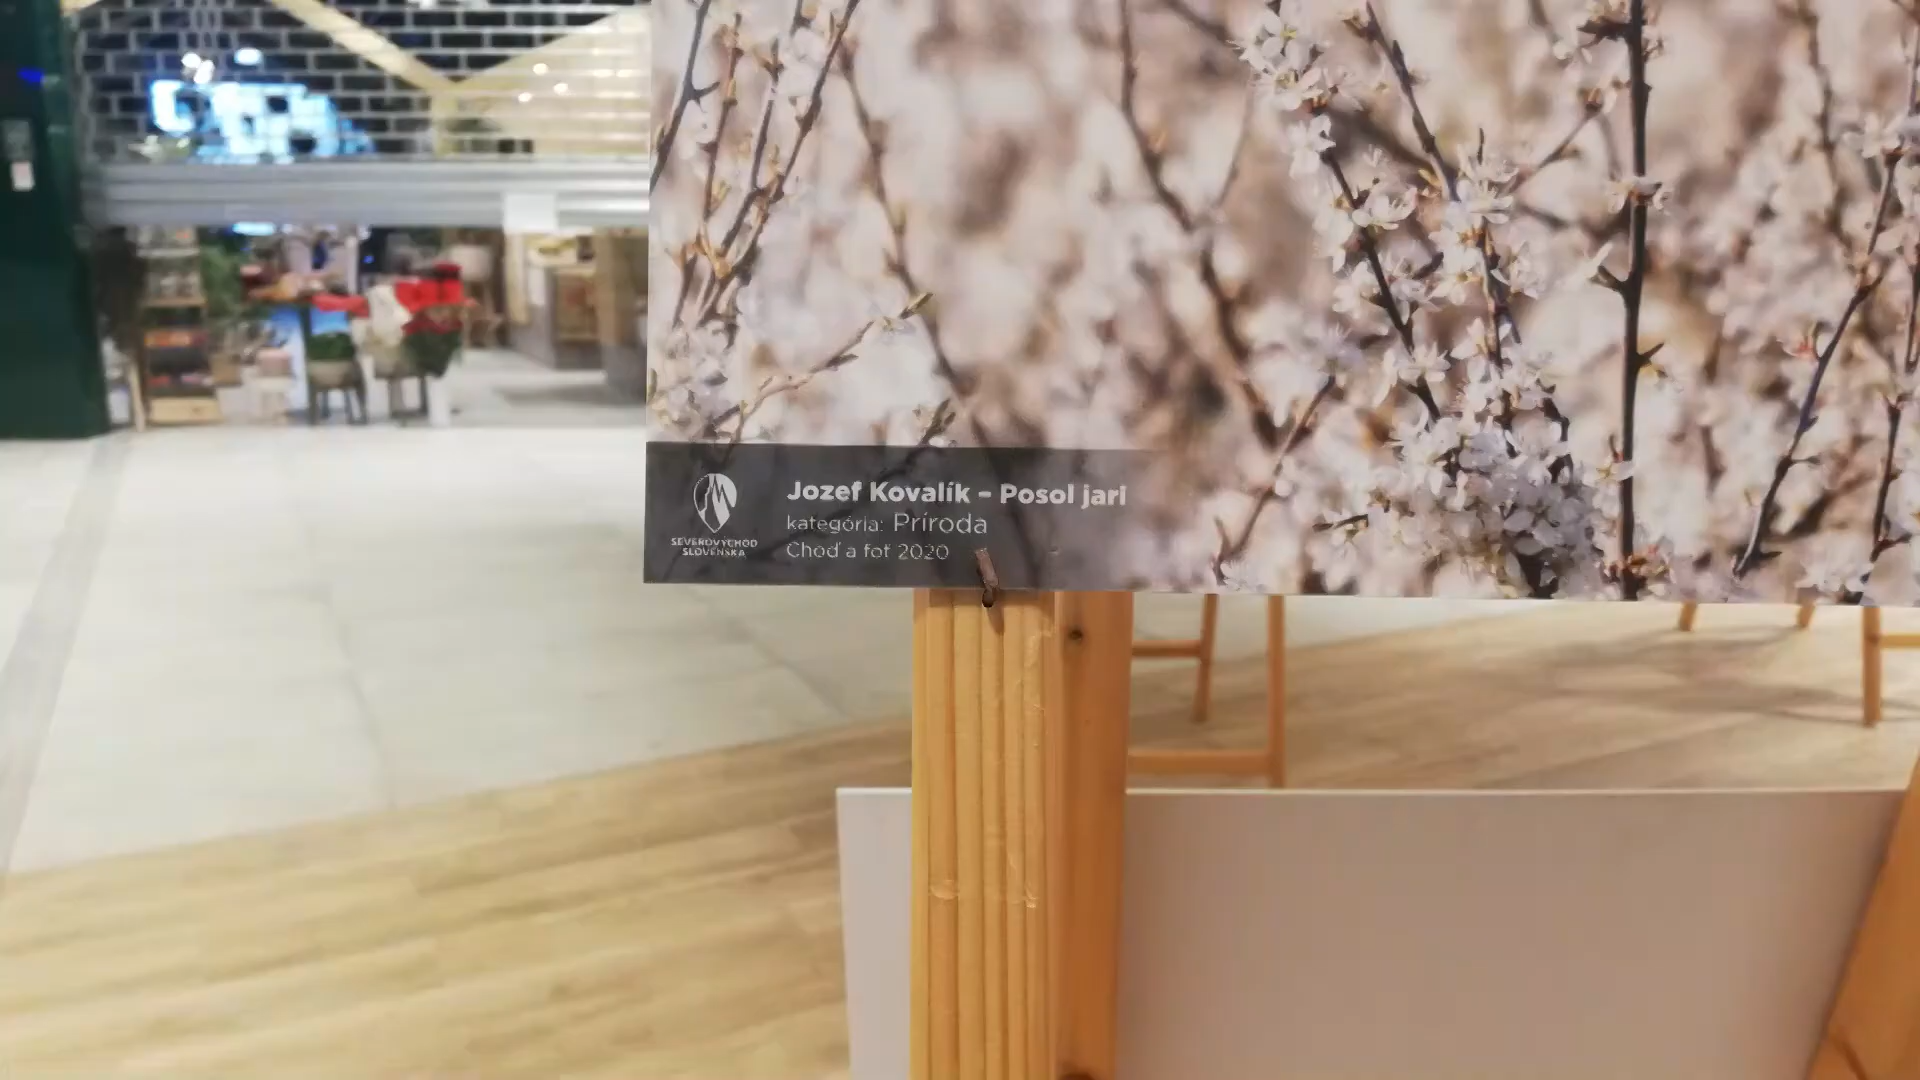 Jozef Kovalík – Posol jari
kategória: Príroda
Choď a foť 2020
SEVEROVÝCHOD
SLOVENSKA